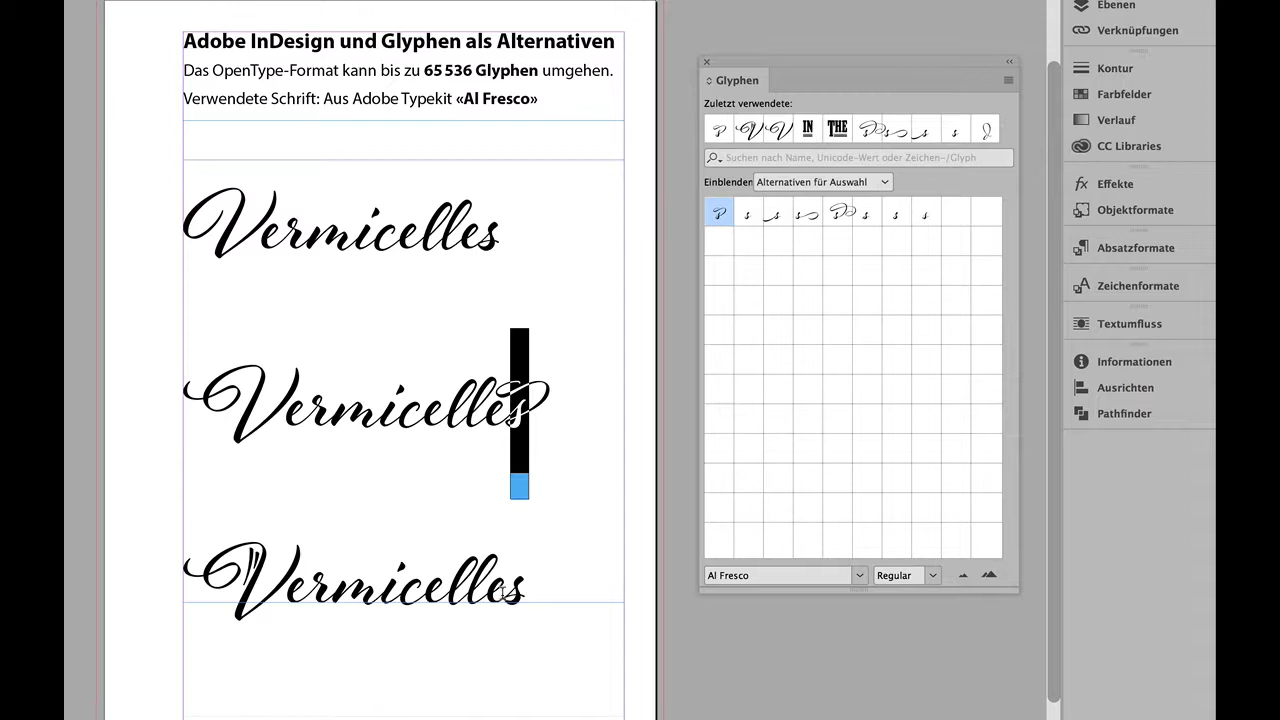 Adobe InDesign und Glyphen als Alternativen
Das OpenType-Format kann bis zu 65 536 Glyphen umgehen.
Verwendete Schrift: Aus Adobe Typekit «Al Fresco»
Vermicelles
Vermicelles
Vermicelles
Glyphen
Zuletzt verwendete:
IN THE
Suchen nach Name, Unicode-Wert oder Zeichen-/Glyph
Einblenden
Alternativen für Auswahl
Al Fresco
Regular
Ebenen
Verknüpfungen
Kontur
Farbfelder
Verlauf
CC Libraries
fx Effekte
Objektformate
Absatzformate
Zeichenformate
Textumfluss
Informationen
Ausrichten
Pathfinder